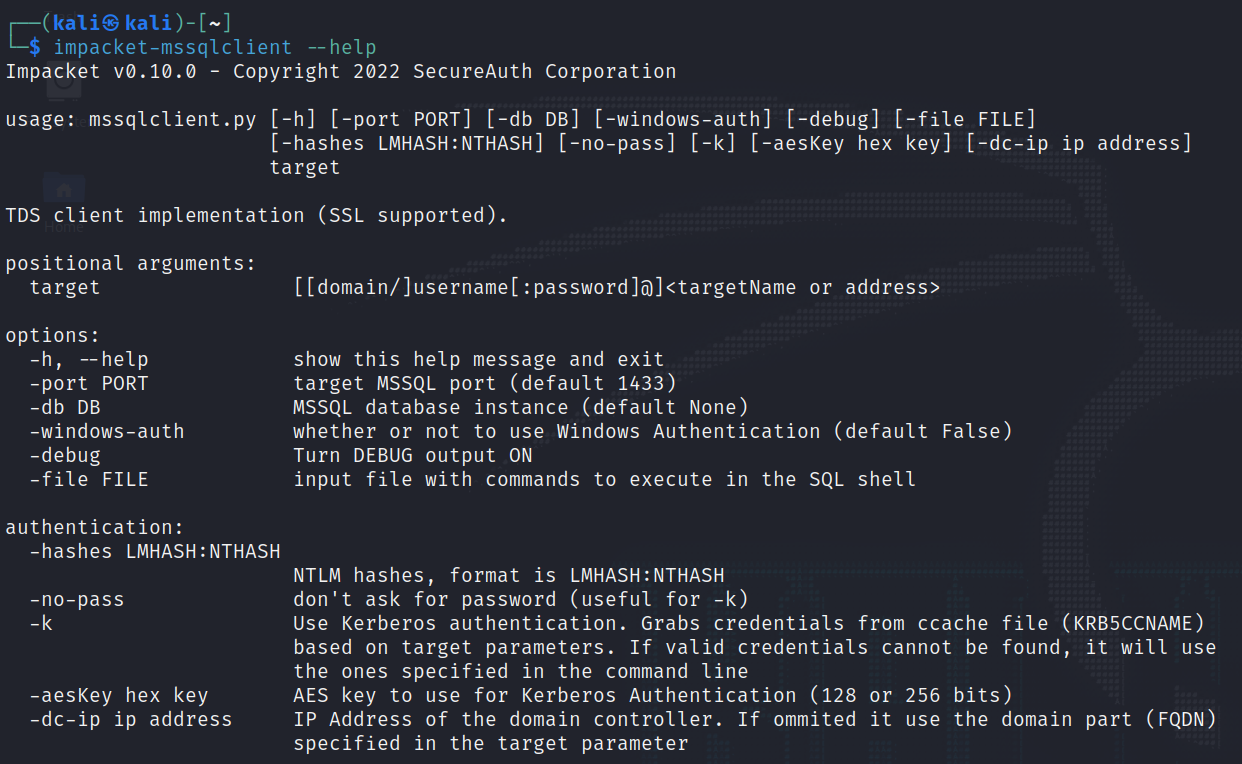 ┌──(kali㉿kali)-[~]
└─$ impacket-mssqlclient --help
Impacket v0.10.0 - Copyright 2022 SecureAuth Corporation
usage: mssqlclient.py [-h] [-port PORT] [-db DB] [-windows-auth] [-debug] [-file FILE]
[-hashes LMHASH:NTHASH] [-no-pass] [-k] [-aesKey hex key] [-dc-ip ip address]
target
TDS client implementation (SSL supported).
Home
positional arguments:
target [[domain/]username[:password]@]<targetName or address>
options:
-h, --help show this help message and exit
-port PORT target MSSQL port (default 1433)
-db DB MSSQL database instance (default None)
-windows-auth whether or not to use Windows Authentication (default False)
-debug Turn DEBUG output ON
-file FILE input file with commands to execute in the SQL shell
authentication:
-hashes LMHASH:NTHASH
NTLM hashes, format is LMHASH:NTHASH
-no-pass don't ask for password (useful for -k)
-k Use Kerberos authentication. Grabs credentials from ccache file (KRB5CCNAME)
based on target parameters. If valid credentials cannot be found, it will use
the ones specified in the command line
-aesKey hex key AES key to use for Kerberos Authentication (128 or 256 bits)
-dc-ip ip address IP Address of the domain controller. If ommited it use the domain part (FQDN)
specified in the target parameter